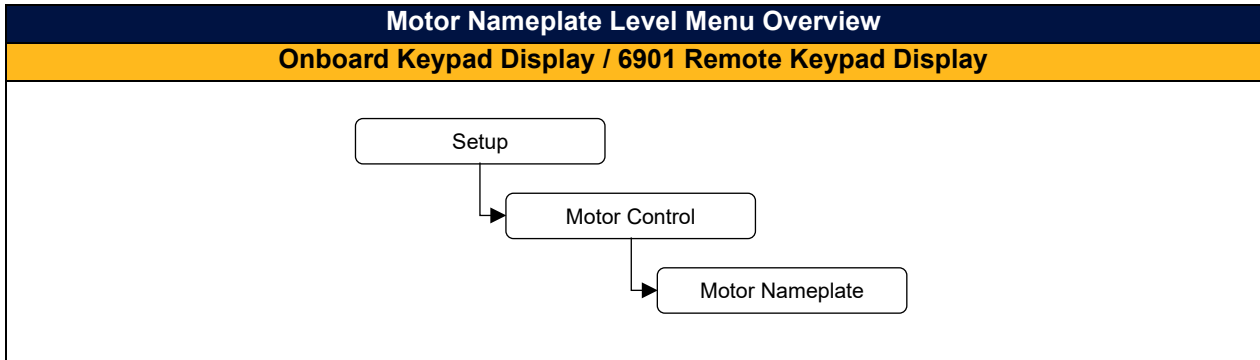 Motor Nameplate Level Menu Overview
Onboard Keypad Display / 6901 Remote Keypad Display
Setup
Motor Control
Motor Nameplate